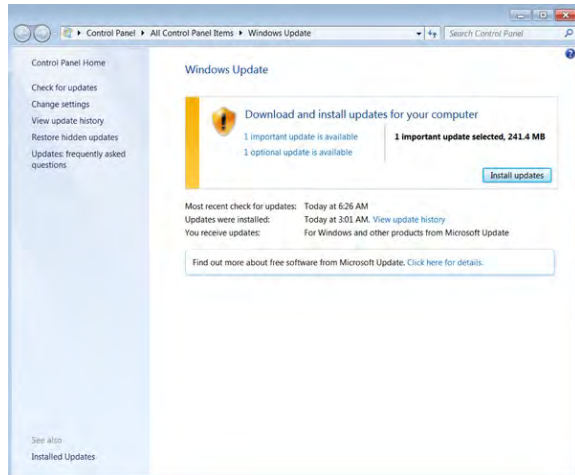 Control Panel ▸ All Control Panel Items ▸ Windows Update
Search Control Panel
Control Panel Home
Check for updates
Change settings
View update history
Restore hidden updates
Updates: frequently asked
questions
Windows Update
Download and install updates for your computer
1 important update is available
1 important update selected, 241.4 MB
1 optional update is available
Install updates
Most recent check for updates: Today at 6:26 AM
Updates were installed: Today at 3:01 AM. View update history
You receive updates: For Windows and other products from Microsoft Update
Find out more about free software from Microsoft Update. Click here for details.
See also
Installed Updates